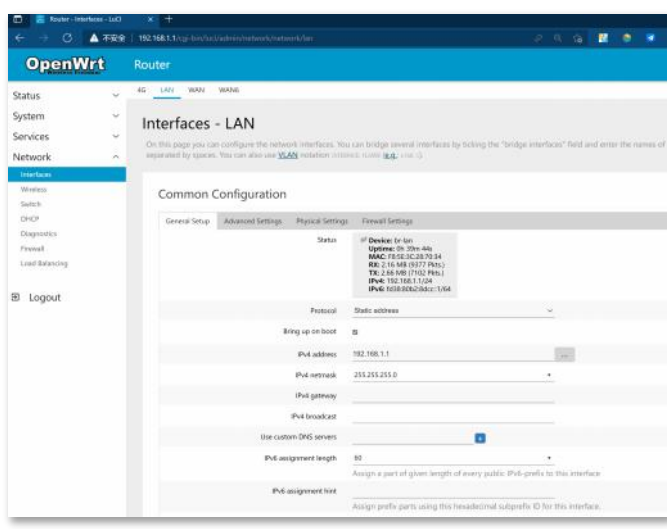 Router - Interfaces - LuCI
不安全 192.168.1.1/cgi-bin/luci/admin/network/network/lan
OpenWrt Router
Status
System
Services
Network
Interfaces
Wireless
Switch
DHCP
Diagnostics
Firewall
Load Balancing
Logout
4G LAN WAN WAN6
Interfaces - LAN
On this page you can configure the network interfaces. You can bridge several interfaces by ticking the "bridge interfaces" field and enter the names of
separated by spaces. You can also use VLAN notation
Common Configuration
General Setup Advanced Settings Physical Settings Firewall Settings
Status
Device: br-lan
Uptime: 0h 39m 44s
RX: 2.16 MB (9377 Pkts.)
TX: 2.66 MB (7102 Pkts.)
IPv4: 192.168.1.1/24
Protocol Static address
Bring up on boot
IPv4 address 192.168.1.1 ...
IPv4 netmask 255.255.255.0
IPv4 gateway
IPv4 broadcast
Use custom DNS servers
IPv6 assignment length 60
Assign a part of given length of every public IPv6-prefix to this interface
IPv6 assignment hint
Assign prefix parts using this hexadecimal subprefix ID for this interface.